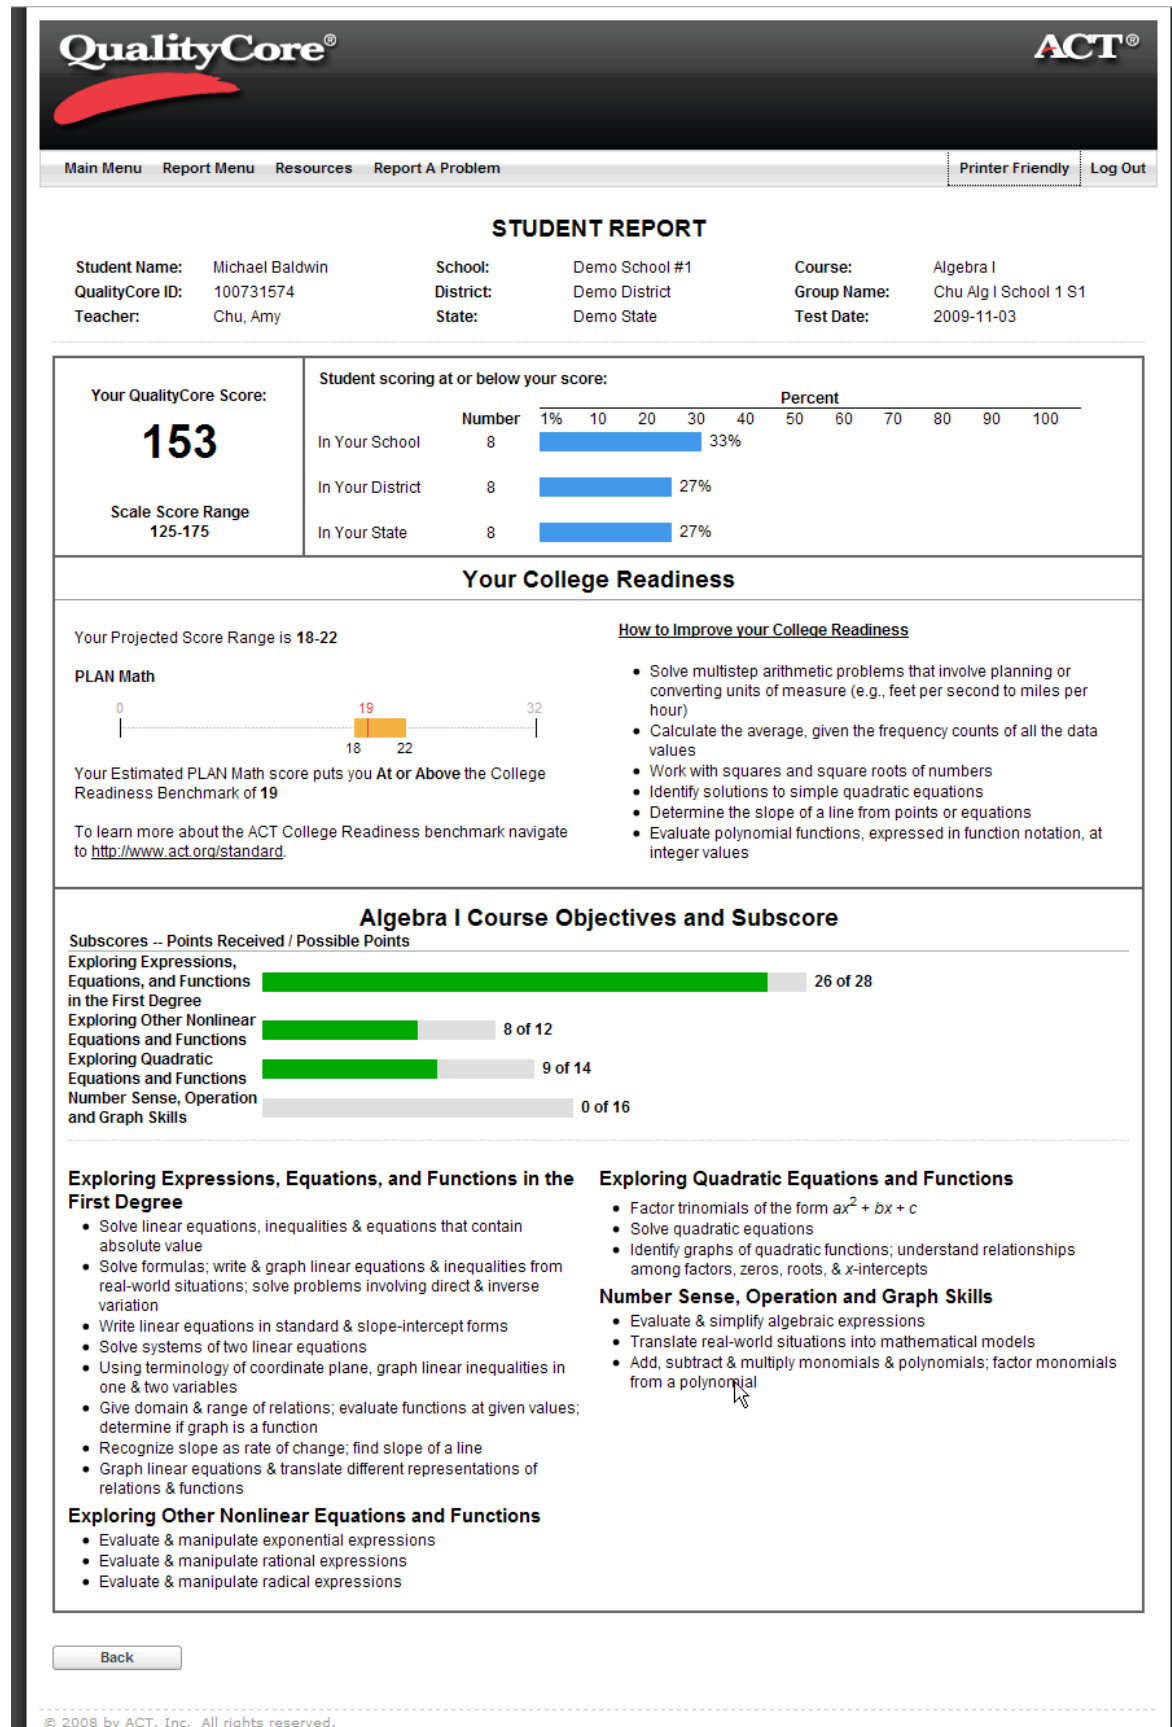 QualityCore®
ACT®
Main Menu Report Menu Resources Report A Problem Printer Friendly Log Out
STUDENT REPORT
Student Name: Michael Baldwin School: Demo School #1 Course: Algebra I
QualityCore ID: 100731574 District: Demo District Group Name: Chu Alg I School 1 S1
Teacher: Chu, Amy State: Demo State Test Date: 2009-11-03
Your QualityCore Score:
153
Scale Score Range
125-175
Student scoring at or below your score:
Percent
Number 1% 10 20 30 40 50 60 70 80 90 100
In Your School 8 33%
In Your District 8 27%
In Your State 8 27%
Your College Readiness
Your Projected Score Range is 18-22
PLAN Math
0 19 32
18 22
Your Estimated PLAN Math score puts you At or Above the College
Readiness Benchmark of 19
To learn more about the ACT College Readiness benchmark navigate
to http://www.act.org/standard.
How to Improve your College Readiness
• Solve multistep arithmetic problems that involve planning or
converting units of measure (e.g., feet per second to miles per
hour)
• Calculate the average, given the frequency counts of all the data
values
• Work with squares and square roots of numbers
• Identify solutions to simple quadratic equations
• Determine the slope of a line from points or equations
• Evaluate polynomial functions, expressed in function notation, at
integer values
Algebra I Course Objectives and Subscore
Subscores -- Points Received / Possible Points
Exploring Expressions,
Equations, and Functions
in the First Degree
26 of 28
Exploring Other Nonlinear
Equations and Functions
8 of 12
Exploring Quadratic
Equations and Functions
9 of 14
Number Sense, Operation
and Graph Skills
0 of 16
Exploring Expressions, Equations, and Functions in the
First Degree
• Solve linear equations, inequalities & equations that contain
absolute value
• Solve formulas; write & graph linear equations & inequalities from
real-world situations; solve problems involving direct & inverse
variation
• Write linear equations in standard & slope-intercept forms
• Solve systems of two linear equations
• Using terminology of coordinate plane, graph linear inequalities in
one & two variables
• Give domain & range of relations; evaluate functions at given values;
determine if graph is a function
• Recognize slope as rate of change; find slope of a line
• Graph linear equations & translate different representations of
relations & functions
Exploring Other Nonlinear Equations and Functions
• Evaluate & manipulate exponential expressions
• Evaluate & manipulate rational expressions
• Evaluate & manipulate radical expressions
Exploring Quadratic Equations and Functions
• Factor trinomials of the form ax² + bx + c
• Solve quadratic equations
• Identify graphs of quadratic functions; understand relationships
among factors, zeros, roots, & x-intercepts
Number Sense, Operation and Graph Skills
• Evaluate & simplify algebraic expressions
• Translate real-world situations into mathematical models
• Add, subtract & multiply monomials & polynomials; factor monomials
from a polynomial
Back
© 2008 by ACT, Inc. All rights reserved.